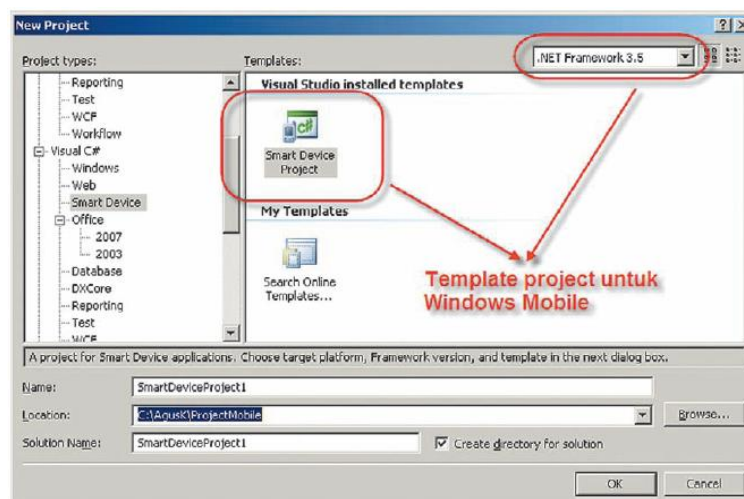 New Project
Project types:
Templates:
.NET Framework 3.5
Reporting
Test
WCF
Workflow
Visual C#
Windows
Web
Smart Device
Office
2007
2003
Database
DXCore
Reporting
Test
WCF
Visual Studio installed templates
Smart Device
Project
My Templates
Search Online
Templates...
Template project untuk
Windows Mobile
A project for Smart Device applications. Choose target platform, Framework version, and template in the next dialog box.
Name:
SmartDeviceProject1
Location:
C:\AgusK\ProjectMobile
Browse...
Solution Name:
SmartDeviceProject1
Create directory for solution
OK
Cancel